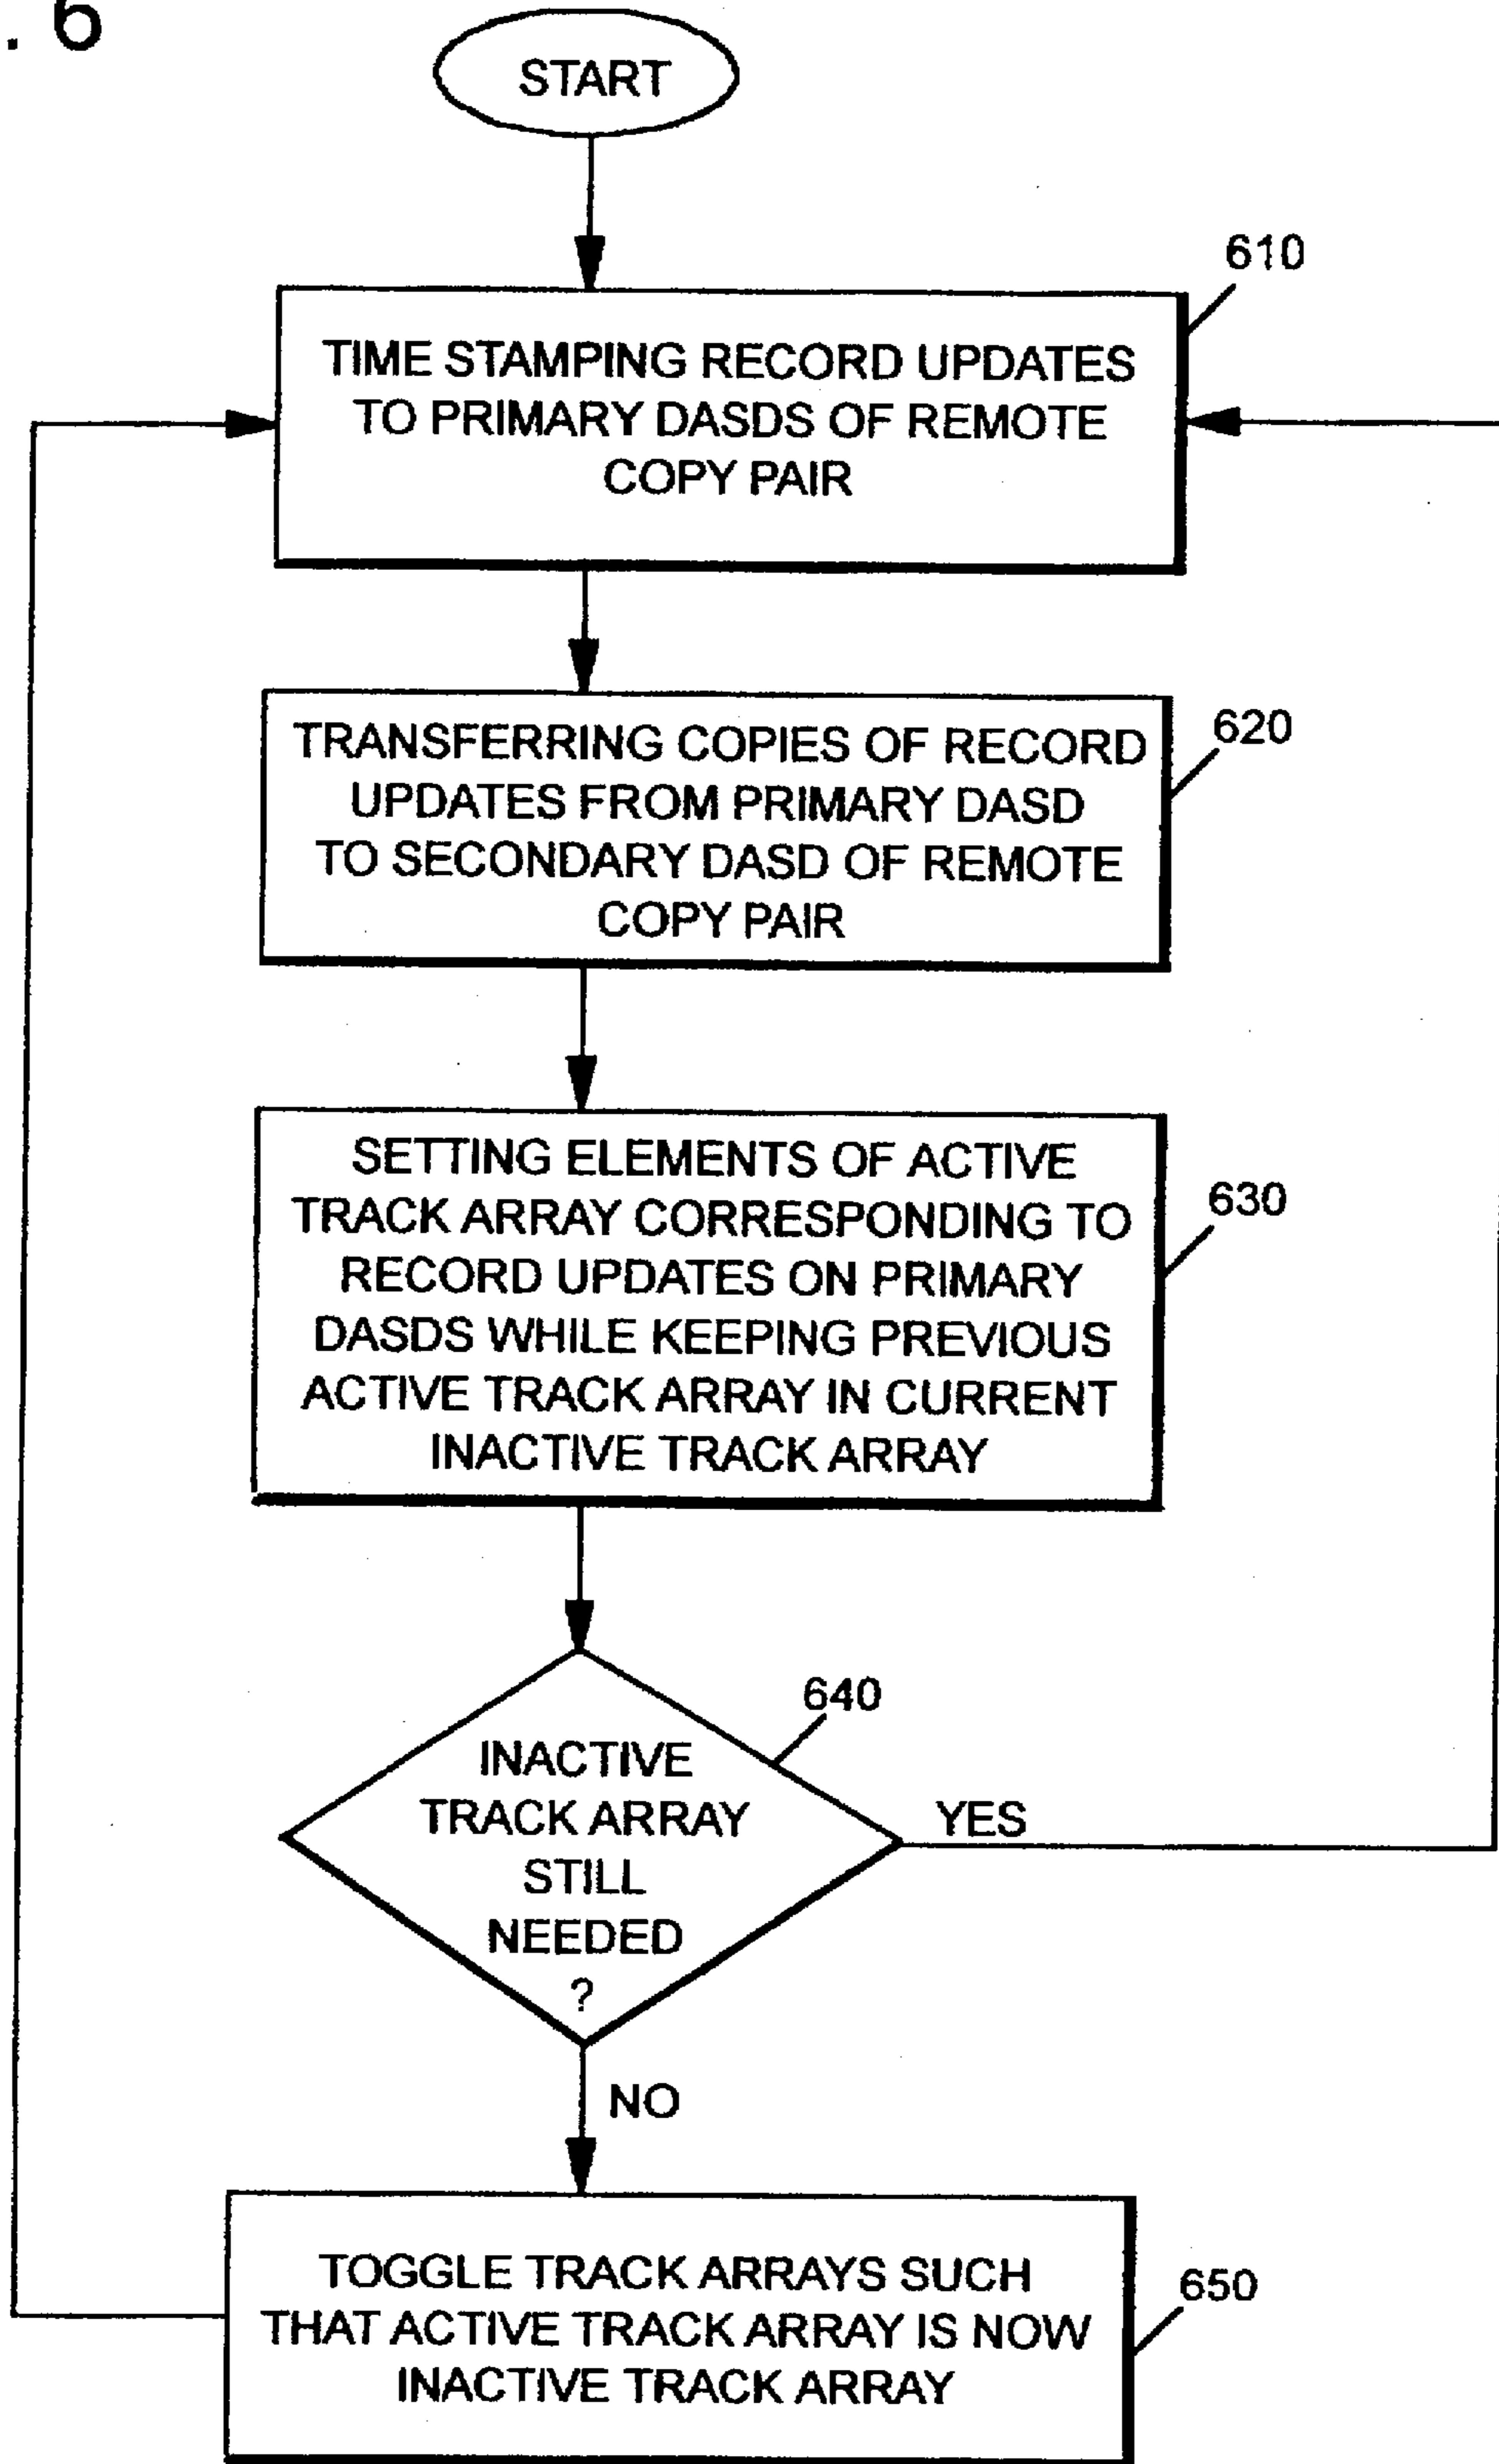 . 6
START
610
TIME STAMPING RECORD UPDATES
TO PRIMARY DASDS OF REMOTE
COPY PAIR
620
TRANSFERRING COPIES OF RECORD
UPDATES FROM PRIMARY DASD
TO SECONDARY DASD OF REMOTE
COPY PAIR
630
SETTING ELEMENTS OF ACTIVE
TRACK ARRAY CORRESPONDING TO
RECORD UPDATES ON PRIMARY
DASDS WHILE KEEPING PREVIOUS
ACTIVE TRACK ARRAY IN CURRENT
INACTIVE TRACK ARRAY
640
INACTIVE
TRACK ARRAY
STILL
NEEDED
?
YES
NO
650
TOGGLE TRACK ARRAYS SUCH
THAT ACTIVE TRACK ARRAY IS NOW
INACTIVE TRACK ARRAY